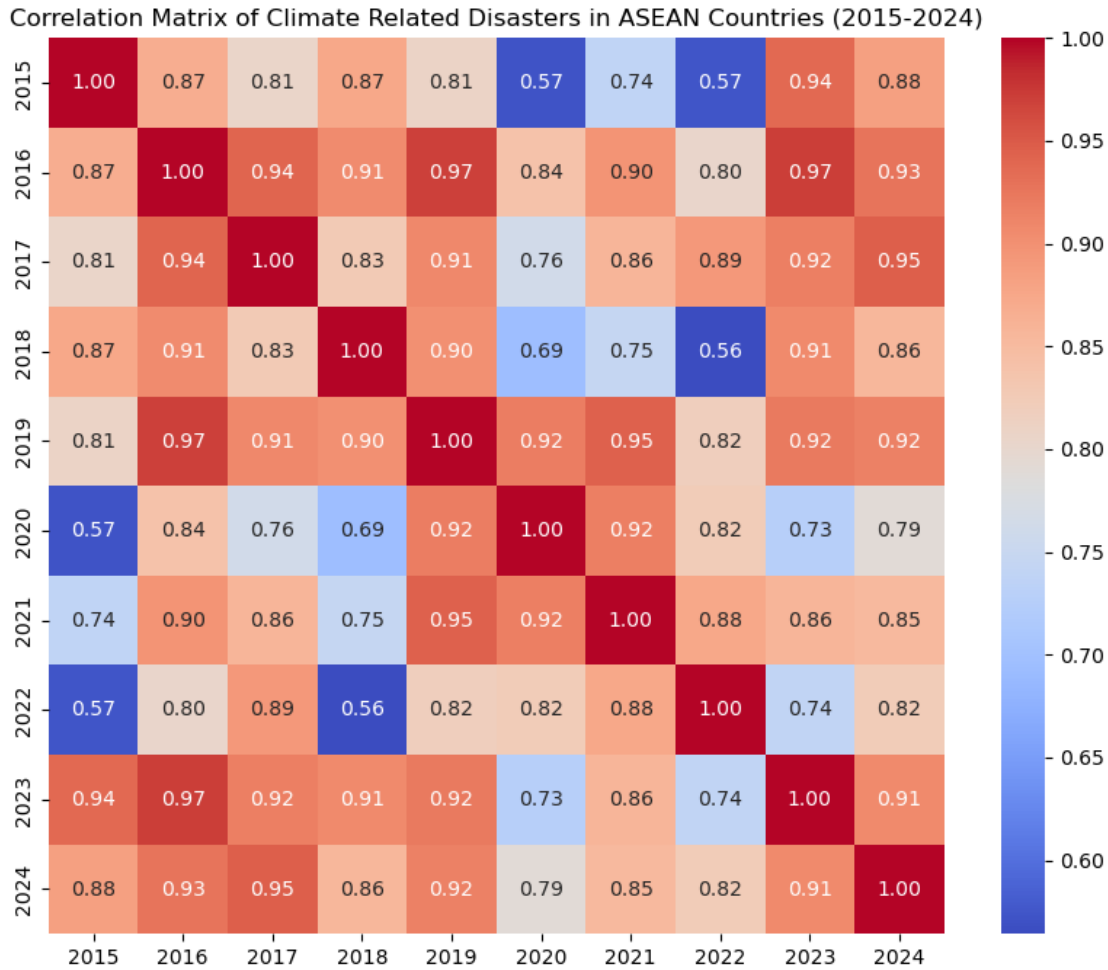 Correlation Matrix of Climate Related Disasters in ASEAN Countries (2015-2024)
2015 1.00 0.87 0.81 0.87 0.81 0.57 0.74 0.57 0.94 0.88
2016 0.87 1.00 0.94 0.91 0.97 0.84 0.90 0.80 0.97 0.93
2017 0.81 0.94 1.00 0.83 0.91 0.76 0.86 0.89 0.92 0.95
2018 0.87 0.91 0.83 1.00 0.90 0.69 0.75 0.56 0.91 0.86
2019 0.81 0.97 0.91 0.90 1.00 0.92 0.95 0.82 0.92 0.92
2020 0.57 0.84 0.76 0.69 0.92 1.00 0.92 0.82 0.73 0.79
2021 0.74 0.90 0.86 0.75 0.95 0.92 1.00 0.88 0.86 0.85
2022 0.57 0.80 0.89 0.56 0.82 0.82 0.88 1.00 0.74 0.82
2023 0.94 0.97 0.92 0.91 0.92 0.73 0.86 0.74 1.00 0.91
2024 0.88 0.93 0.95 0.86 0.92 0.79 0.85 0.82 0.91 1.00
2015 2016 2017 2018 2019 2020 2021 2022 2023 2024
1.00
0.95
0.90
0.85
0.80
0.75
0.70
0.65
0.60